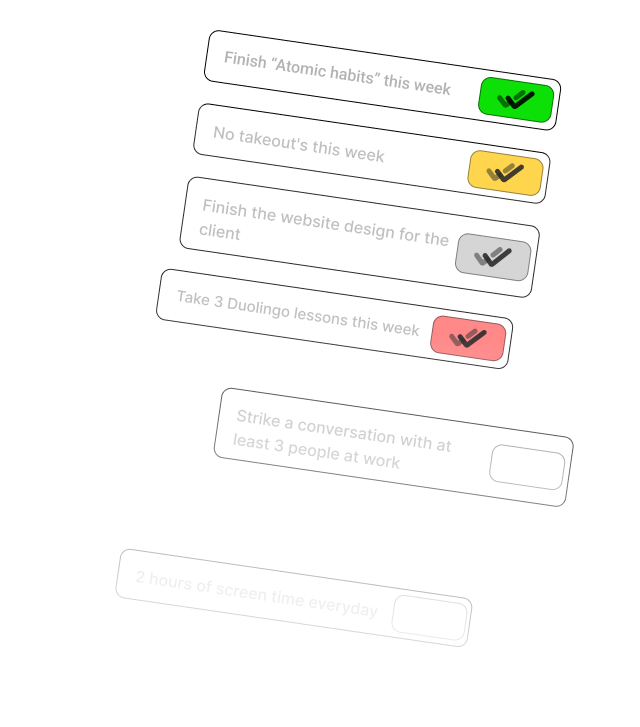 Finish “Atomic habits” this week
No takeout's this week
Finish the website design for the
client
Take 3 Duolingo lessons this week
Strike a conversation with at
least 3 people at work
2 hours of screen time everyday